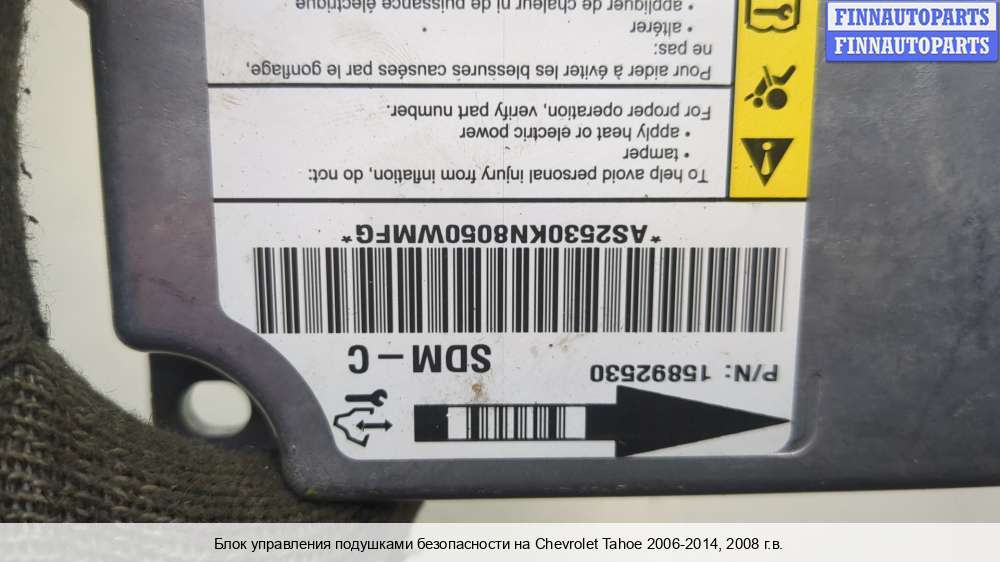 FINNAUTOPARTS
FINNAUTOPARTS
P/N: 15892530
SDM-C
*AS2530KN8050WMFG*
To help avoid personal injury from inflation, do not:
• tamper
• apply heat or electric power
For proper operation, verify part number.
Pour aider à éviter les blessures causées par le gonflage,
ne pas:
• altérer
• appliquer de chaleur ni de puissance électrique
Блок управления подушками безопасности на Chevrolet Tahoe 2006-2014, 2008 г.в.